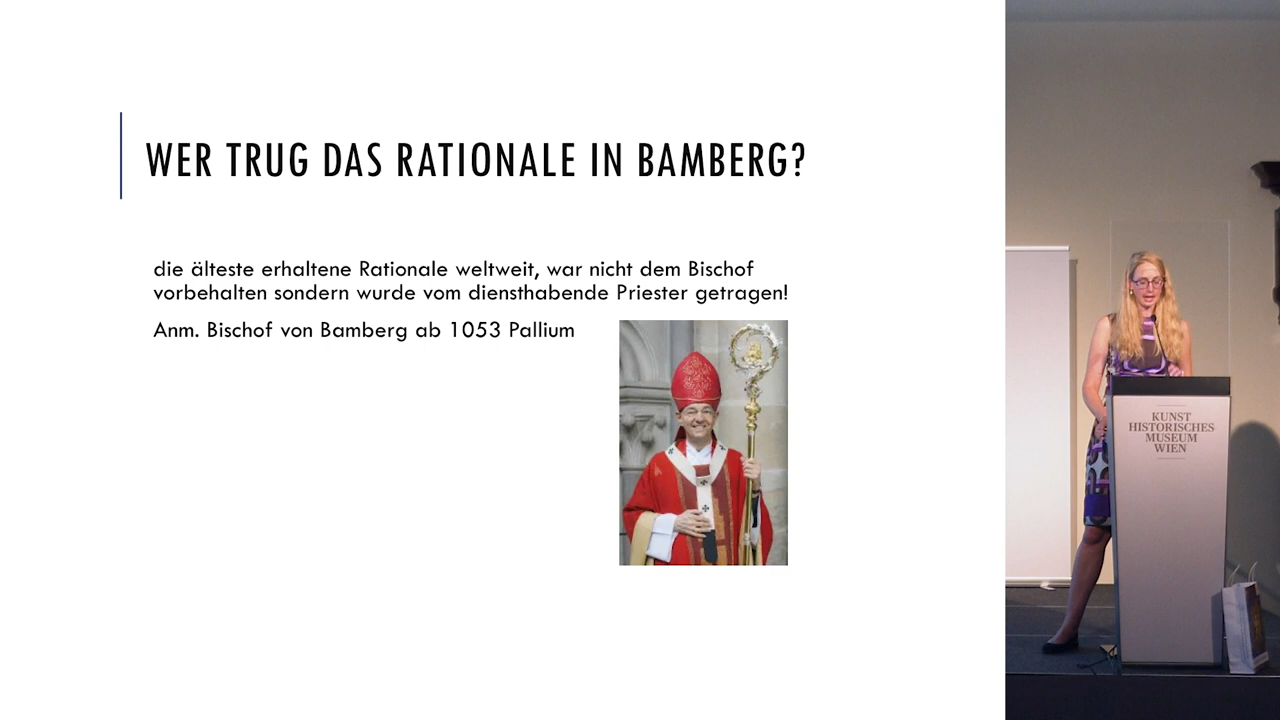 WER TRUG DAS RATIONALE IN BAMBERG?
die älteste erhaltene Rationale weltweit, war nicht dem Bischof
vorbehalten sondern wurde vom diensthabende Priester getragen!
Anm. Bischof von Bamberg ab 1053 Pallium
KUNST
HISTORISCHES
MUSEUM
WIEN